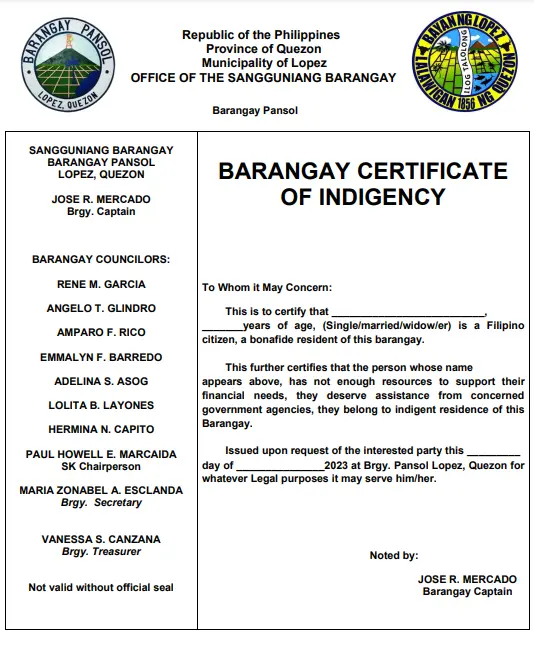 BARANGAY PANSOL
LOPEZ, QUEZON
Republic of the Philippines
Province of Quezon
Municipality of Lopez
OFFICE OF THE SANGGUNIANG BARANGAY
Barangay Pansol
BAYAN NG LOPEZ
ILOG TALOLONG
LALAWIGAN 1856 NG QUEZON
SANGGUNIANG BARANGAY
BARANGAY PANSOL
LOPEZ, QUEZON
JOSE R. MERCADO
Brgy. Captain
BARANGAY COUNCILORS:
RENE M. GARCIA
ANGELO T. GLINDRO
AMPARO F. RICO
EMMALYN F. BARREDO
ADELINA S. ASOG
LOLITA B. LAYONES
HERMINA N. CAPITO
PAUL HOWELL E. MARCAIDA
SK Chairperson
MARIA ZONABEL A. ESCLANDA
Brgy. Secretary
VANESSA S. CANZANA
Brgy. Treasurer
Not valid without official seal
BARANGAY CERTIFICATE
OF INDIGENCY
To Whom it May Concern:
This is to certify that __________________________,
_______years of age, (Single/married/widow/er) is a Filipino
citizen, a bonafide resident of this barangay.
This further certifies that the person whose name
appears above, has not enough resources to support their
financial needs, they deserve assistance from concerned
government agencies, they belong to indigent residence of this
Barangay.
Issued upon request of the interested party this _________
day of _______________2023 at Brgy. Pansol Lopez, Quezon for
whatever Legal purposes it may serve him/her.
Noted by:
JOSE R. MERCADO
Barangay Captain